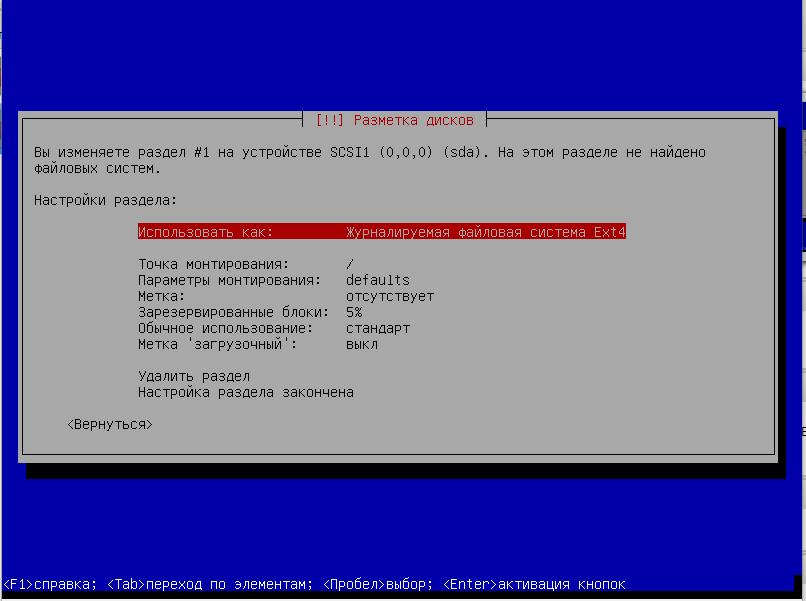 [!!] Разметка дисков
Вы изменяете раздел #1 на устройстве SCSI1 (0,0,0) (sda). На этом разделе не найдено
файловых систем.
Настройки раздела:
Использовать как: Журналируемая файловая система Ext4
Точка монтирования: /
Параметры монтирования: defaults
Метка: отсутствует
Зарезервированные блоки: 5%
Обычное использование: стандарт
Метка 'загрузочный': выкл
Удалить раздел
Настройка раздела закончена
<Вернуться>
<F1>справка; <Tab>переход по элементам; <Пробел>выбор; <Enter>активация кнопок